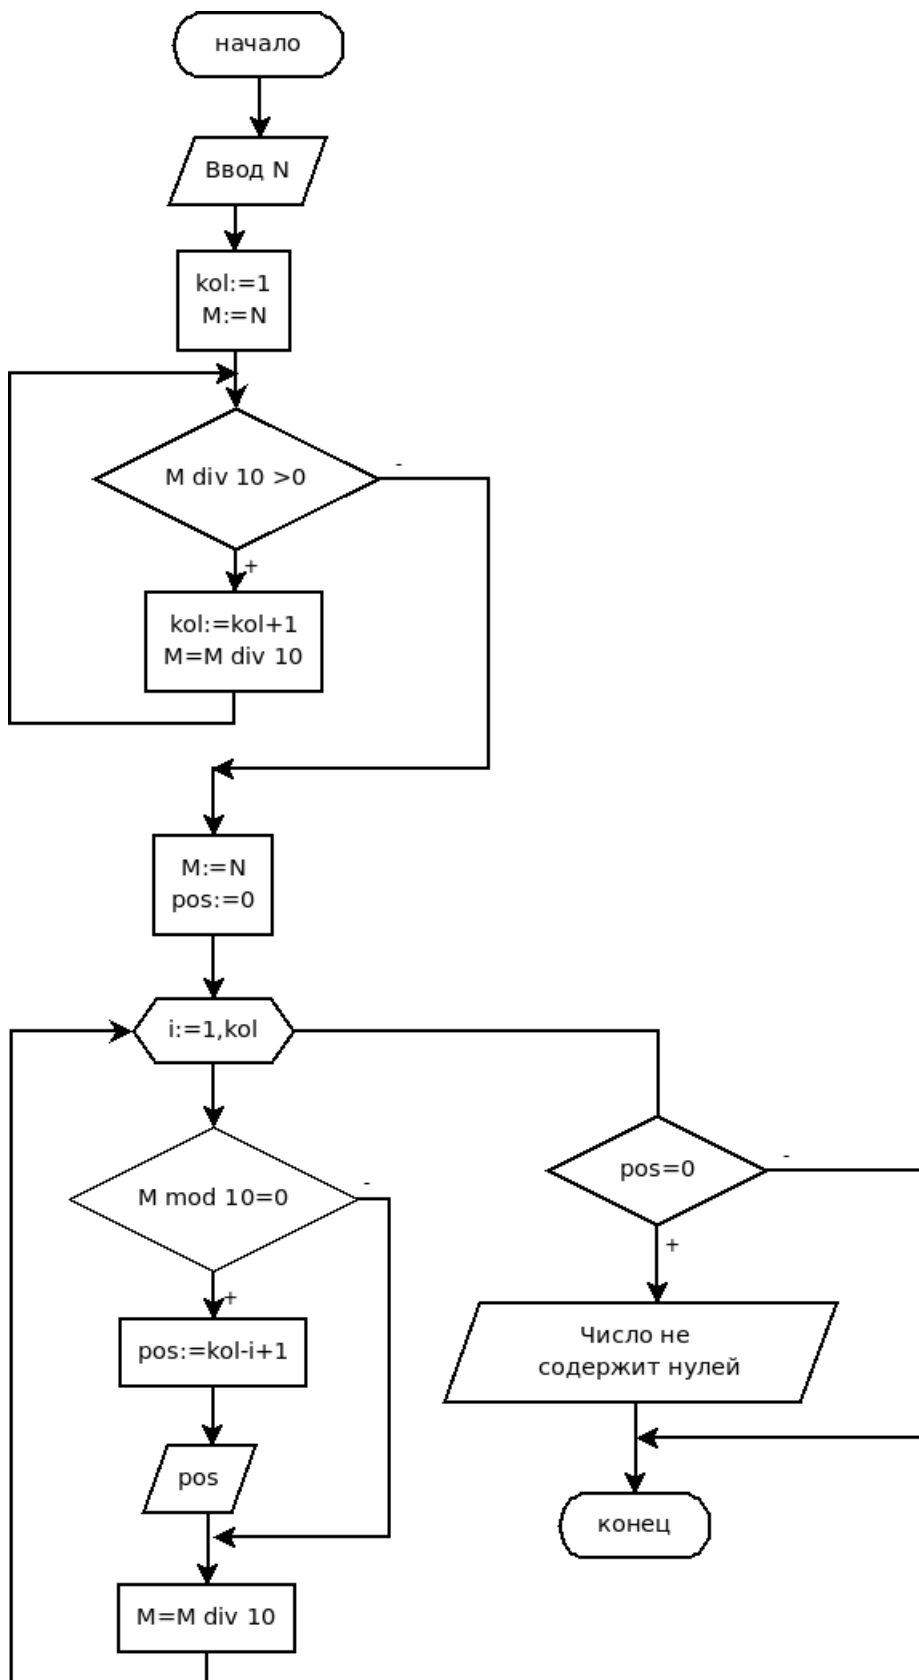 начало
Ввод N
kol:=1
M:=N
M div 10 >0
-
+
kol:=kol+1
M=M div 10
M:=N
pos:=0
i:=1,kol
M mod 10=0
-
+
pos:=kol-i+1
pos
M=M div 10
pos=0
-
+
Число не
содержит нулей
конец